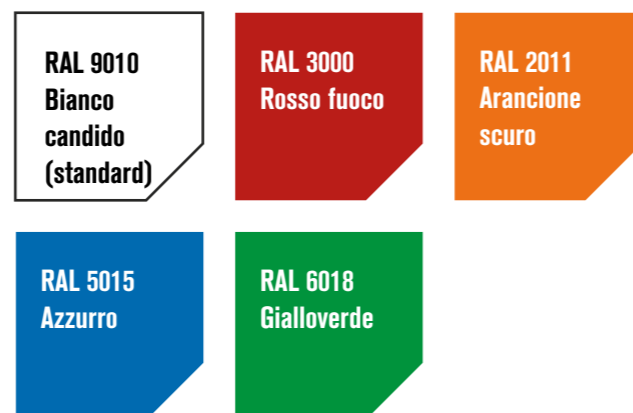 RAL 9010
Bianco
candido
(standard)
RAL 3000
Rosso fuoco
RAL 2011
Arancione
scuro
RAL 5015
Azzurro
RAL 6018
Gialloverde